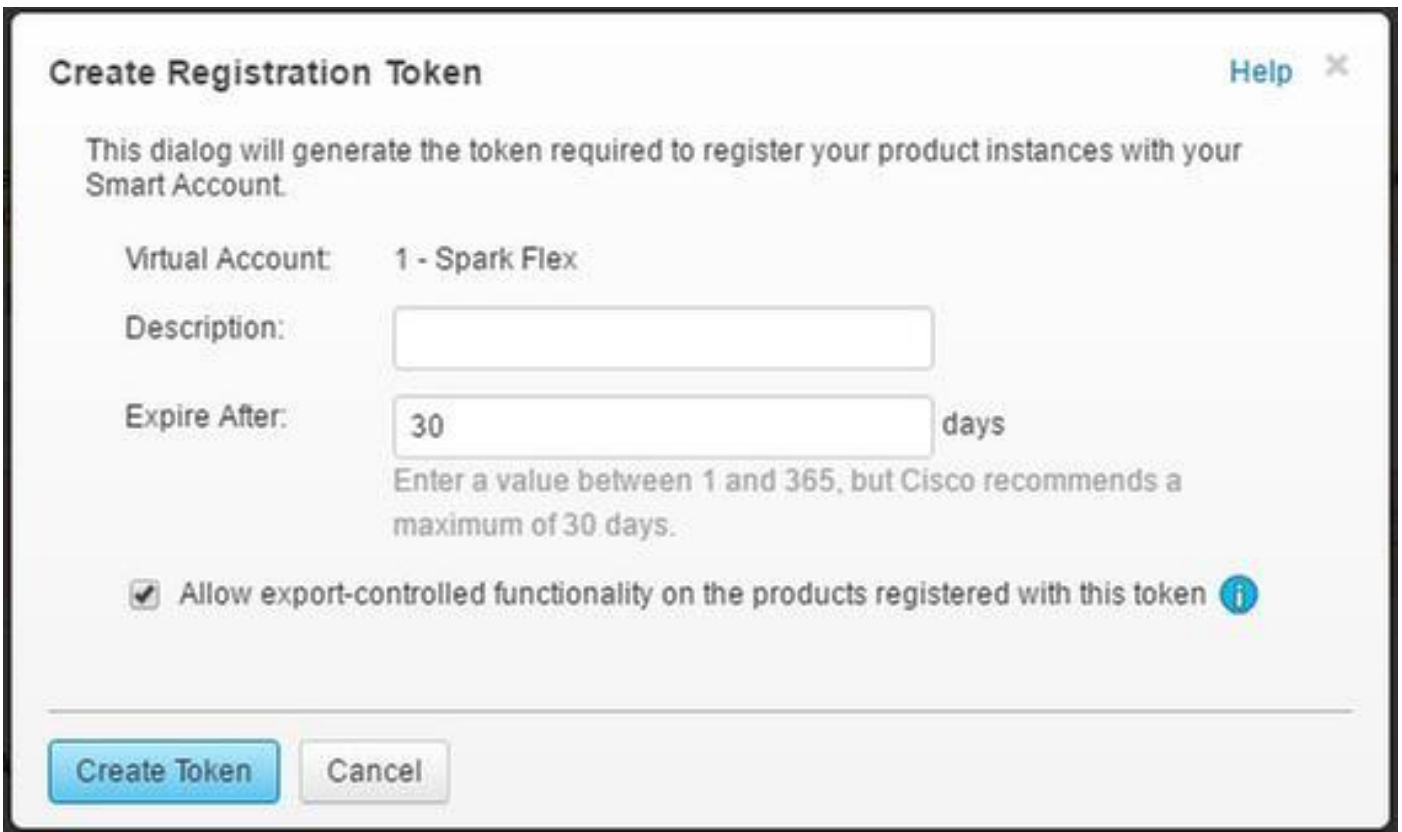 Create Registration Token Help
This dialog will generate the token required to register your product instances with your
Smart Account.
Virtual Account: 1 - Spark Flex
Description:
Expire After: 30 days
Enter a value between 1 and 365, but Cisco recommends a
maximum of 30 days.
Allow export-controlled functionality on the products registered with this token
Create Token Cancel